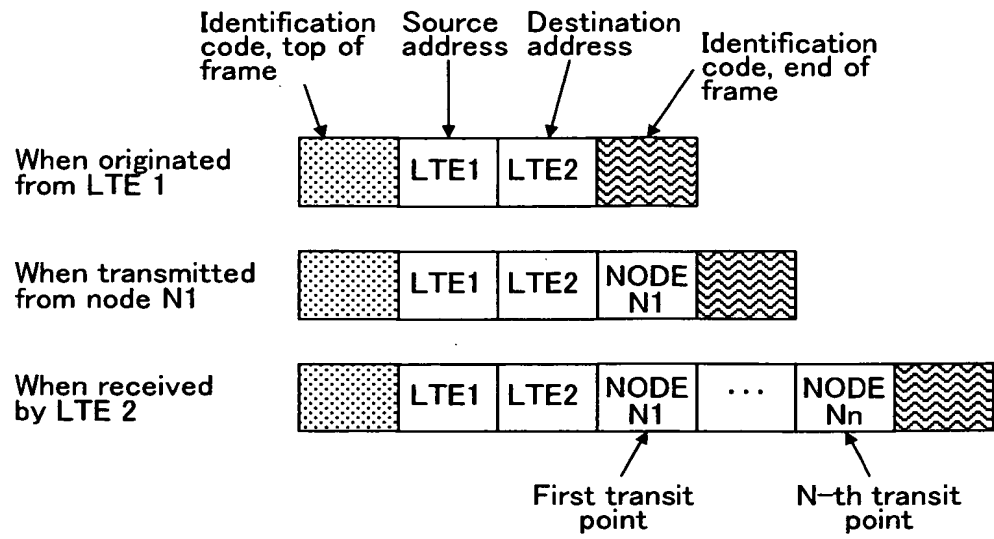 Identification
code, top of
frame
Source
address
Destination
address
Identification
code, end of
frame
When originated
from LTE 1
LTE1
LTE2
When transmitted
from node N1
LTE1
LTE2
NODE
N1
When received
by LTE 2
LTE1
LTE2
NODE
N1
...
NODE
Nn
First transit
point
N-th transit
point